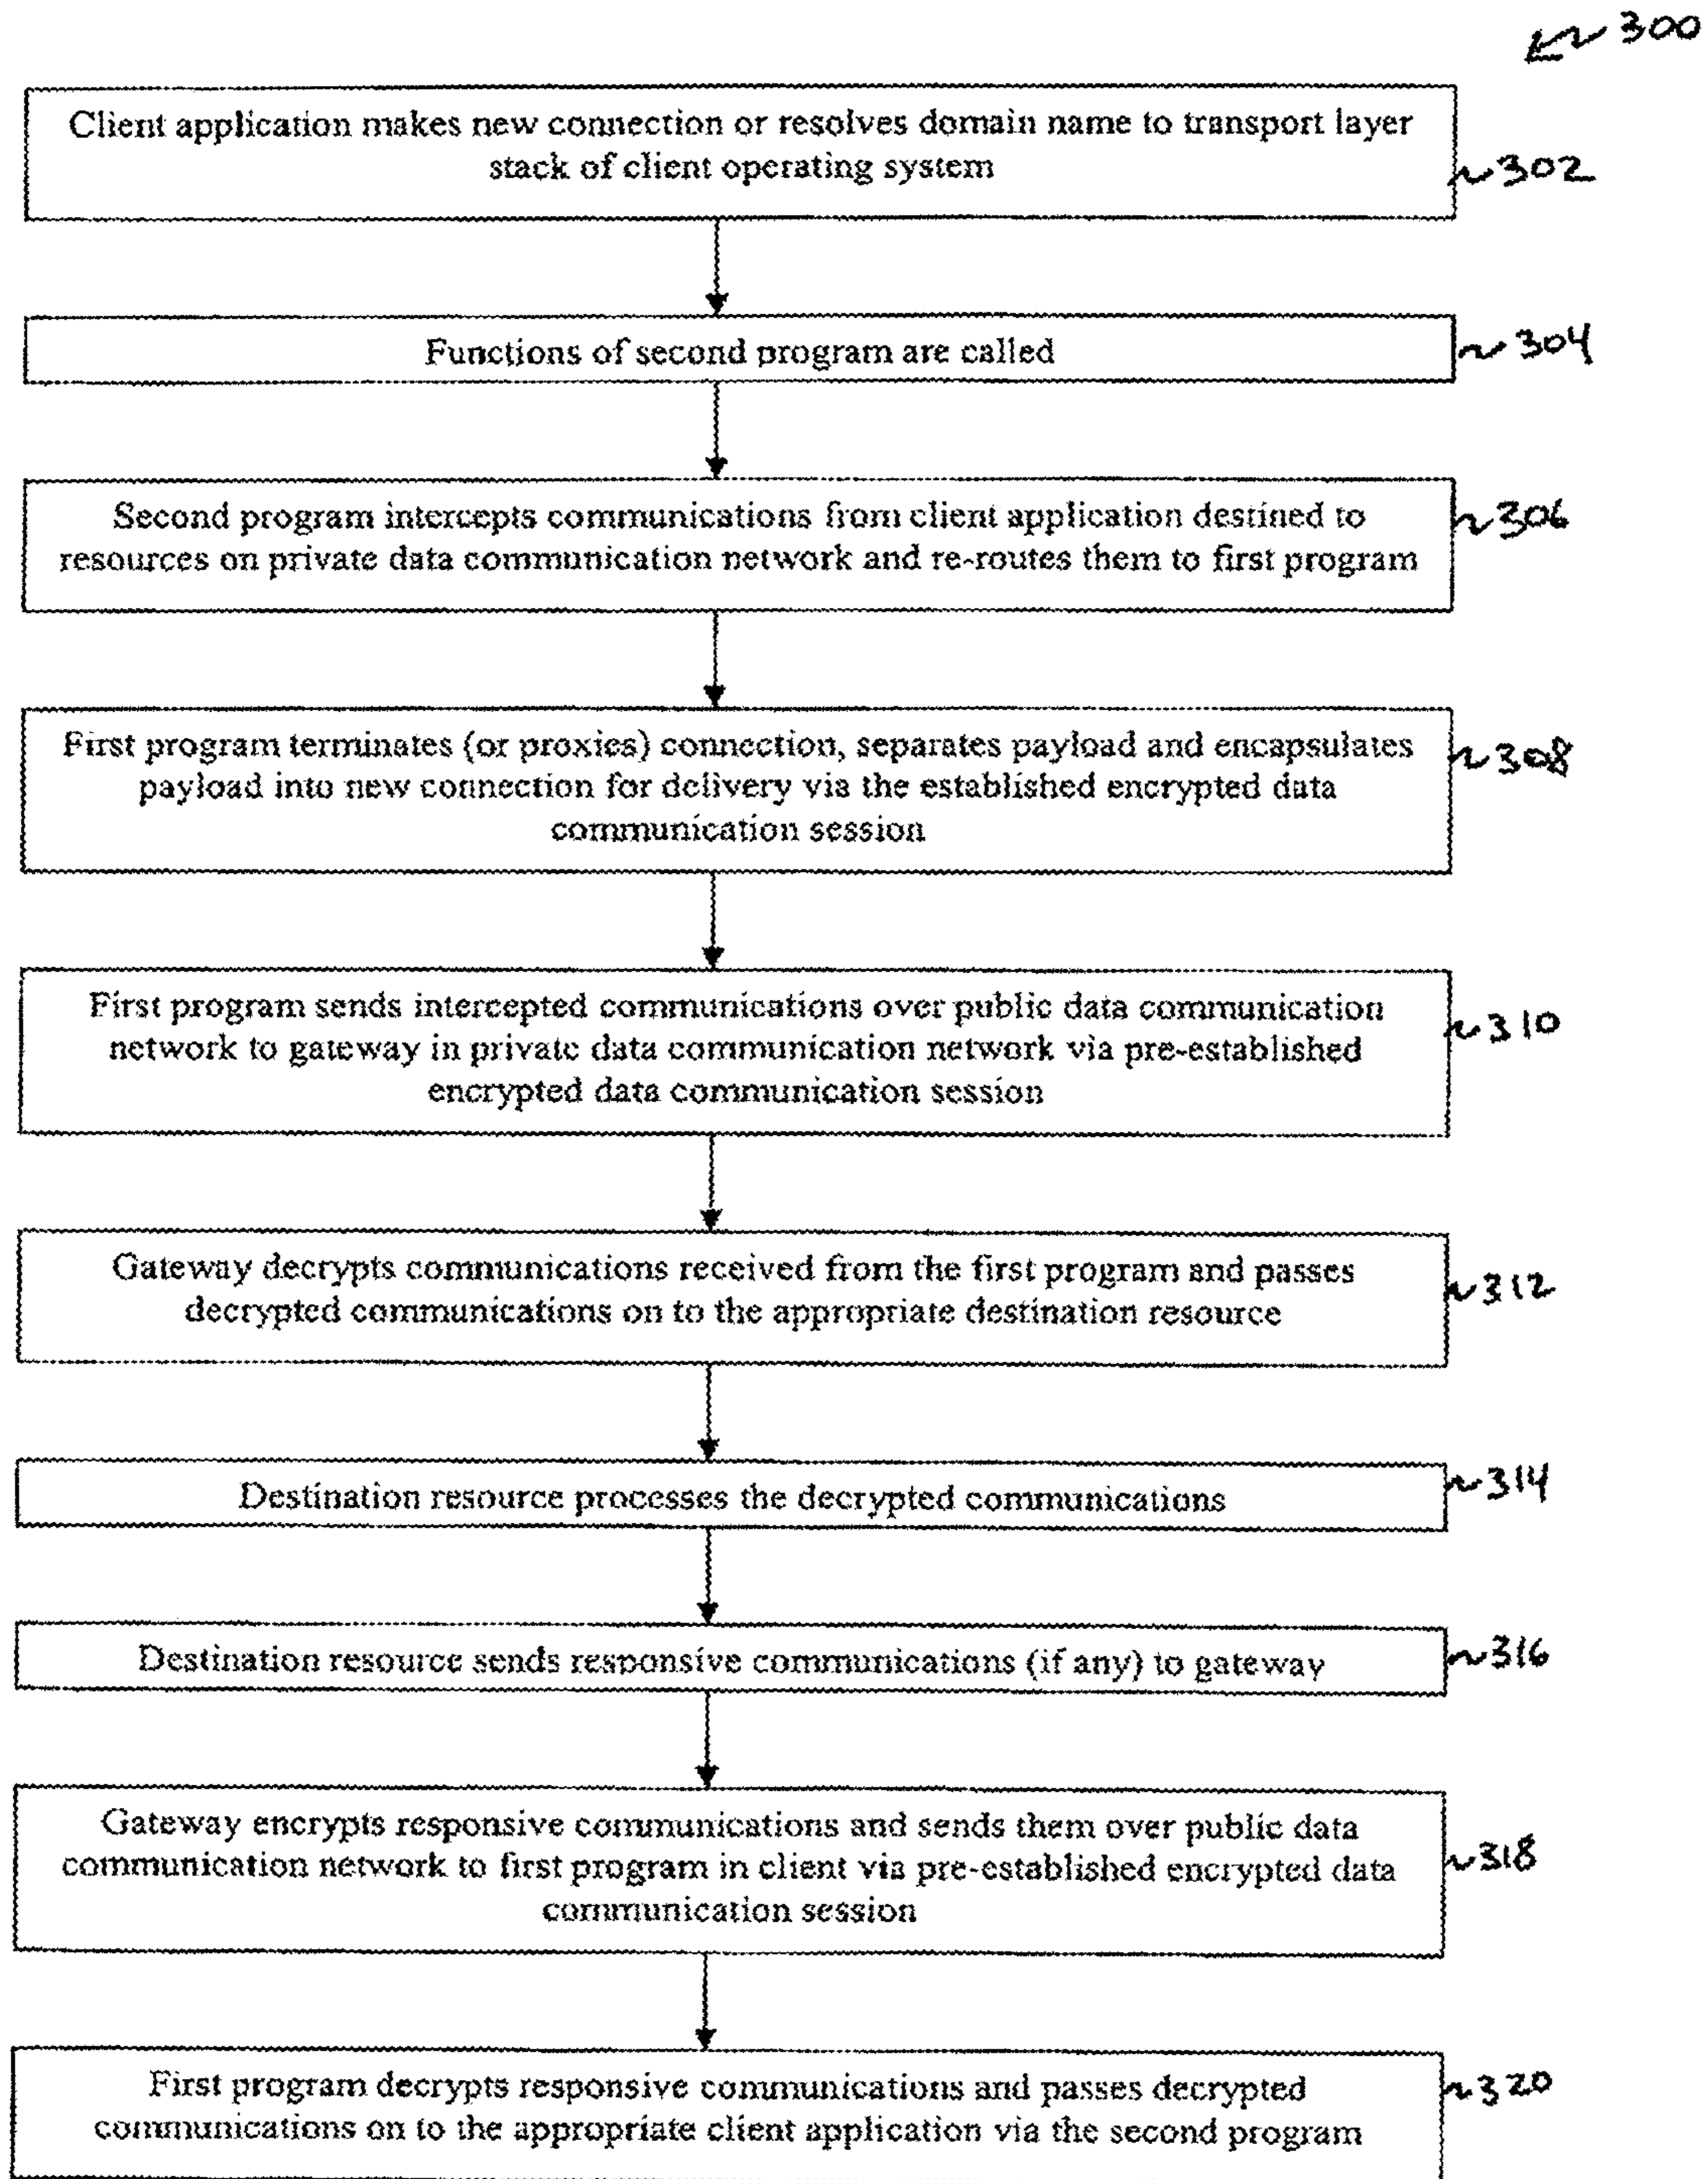 300
Client application makes new connection or resolves domain name to transport layer
stack of client operating system
302
Functions of second program are called
304
Second program intercepts communications from client application destined to
resources on private data communication network and re-routes them to first program
306
First program terminates (or proxies) connection, separates payload and encapsulates
payload into new connection for delivery via the established encrypted data
communication session
308
First program sends intercepted communications over public data communication
network to gateway in private data communication network via pre-established
encrypted data communication session
310
Gateway decrypts communications received from the first program and passes
decrypted communications on to the appropriate destination resource
312
Destination resource processes the decrypted communications
314
Destination resource sends responsive communications (if any) to gateway
316
Gateway encrypts responsive communications and sends them over public data
communication network to first program in client via pre-established encrypted data
communication session
318
First program decrypts responsive communications and passes decrypted
communications on to the appropriate client application via the second program
320